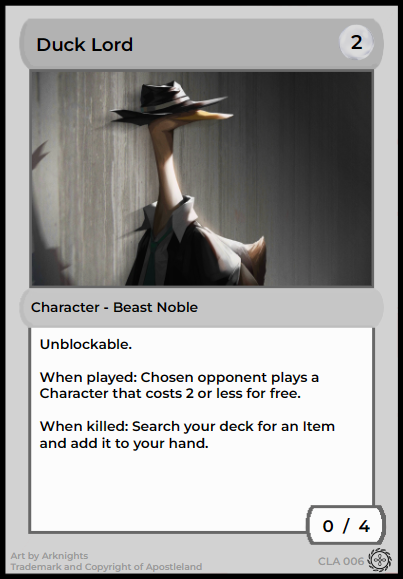 Duck Lord
2
Character - Beast Noble
Unblockable.
When played: Chosen opponent plays a
Character that costs 2 or less for free.
When killed: Search your deck for an Item
and add it to your hand.
0 / 4
Art by Arknights
Trademark and Copyright of Apostleland
CLA 006